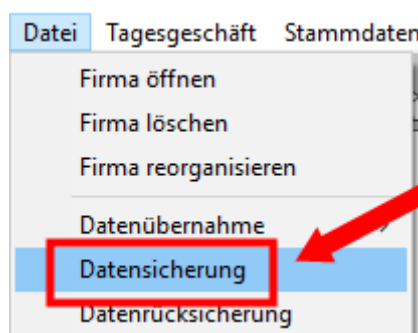 Datei Tagesgeschäft Stammdaten
Firma öffnen
Firma löschen
Firma reorganisieren
Datenübernahme
Datensicherung
Datenrücksicherung